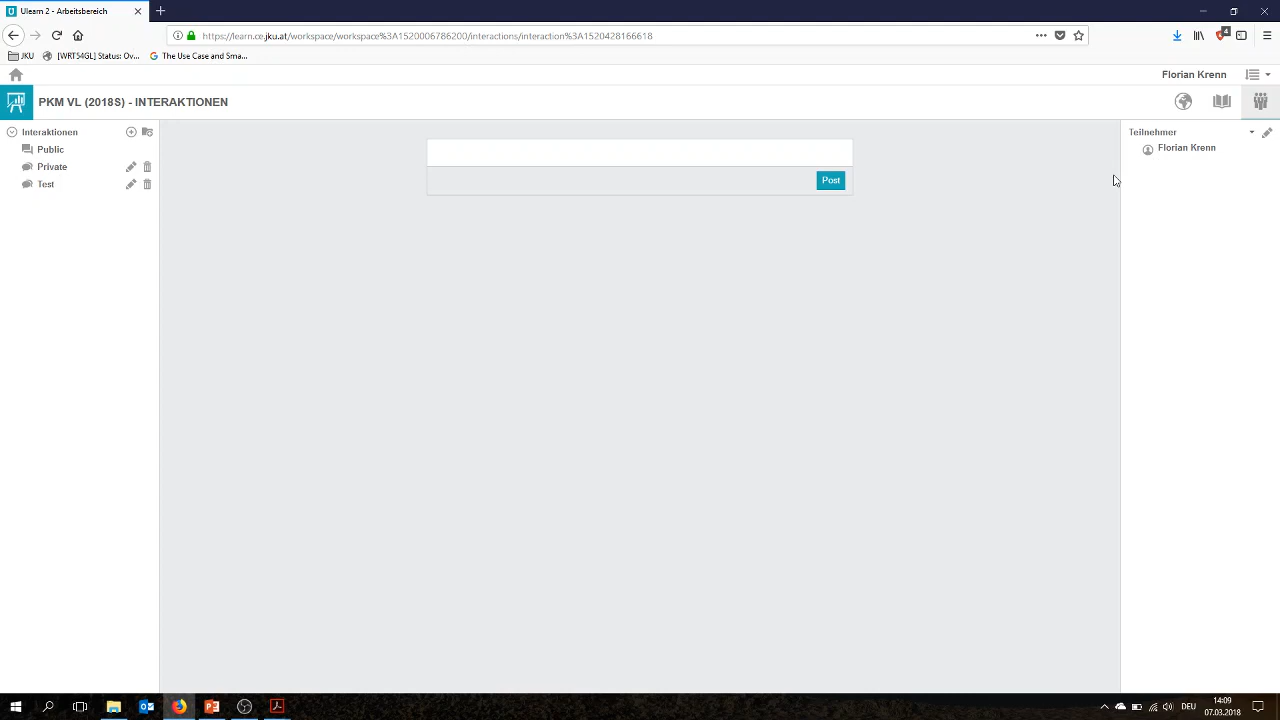 Ulearn 2 - Arbeitsbereich
https://learn.ce.jku.at/workspace/workspace%3A1520006786200/interactions/interaction%3A1520428166618
4
JKU
[WRTS4GL] Status: Ov...
The Use Case and Sma...
Florian Krenn
PKM VL (2018S) - INTERAKTIONEN
Interaktionen
Public
Private
Test
Post
Teilnehmer
Florian Krenn
DEU
14:09
07.03.2018